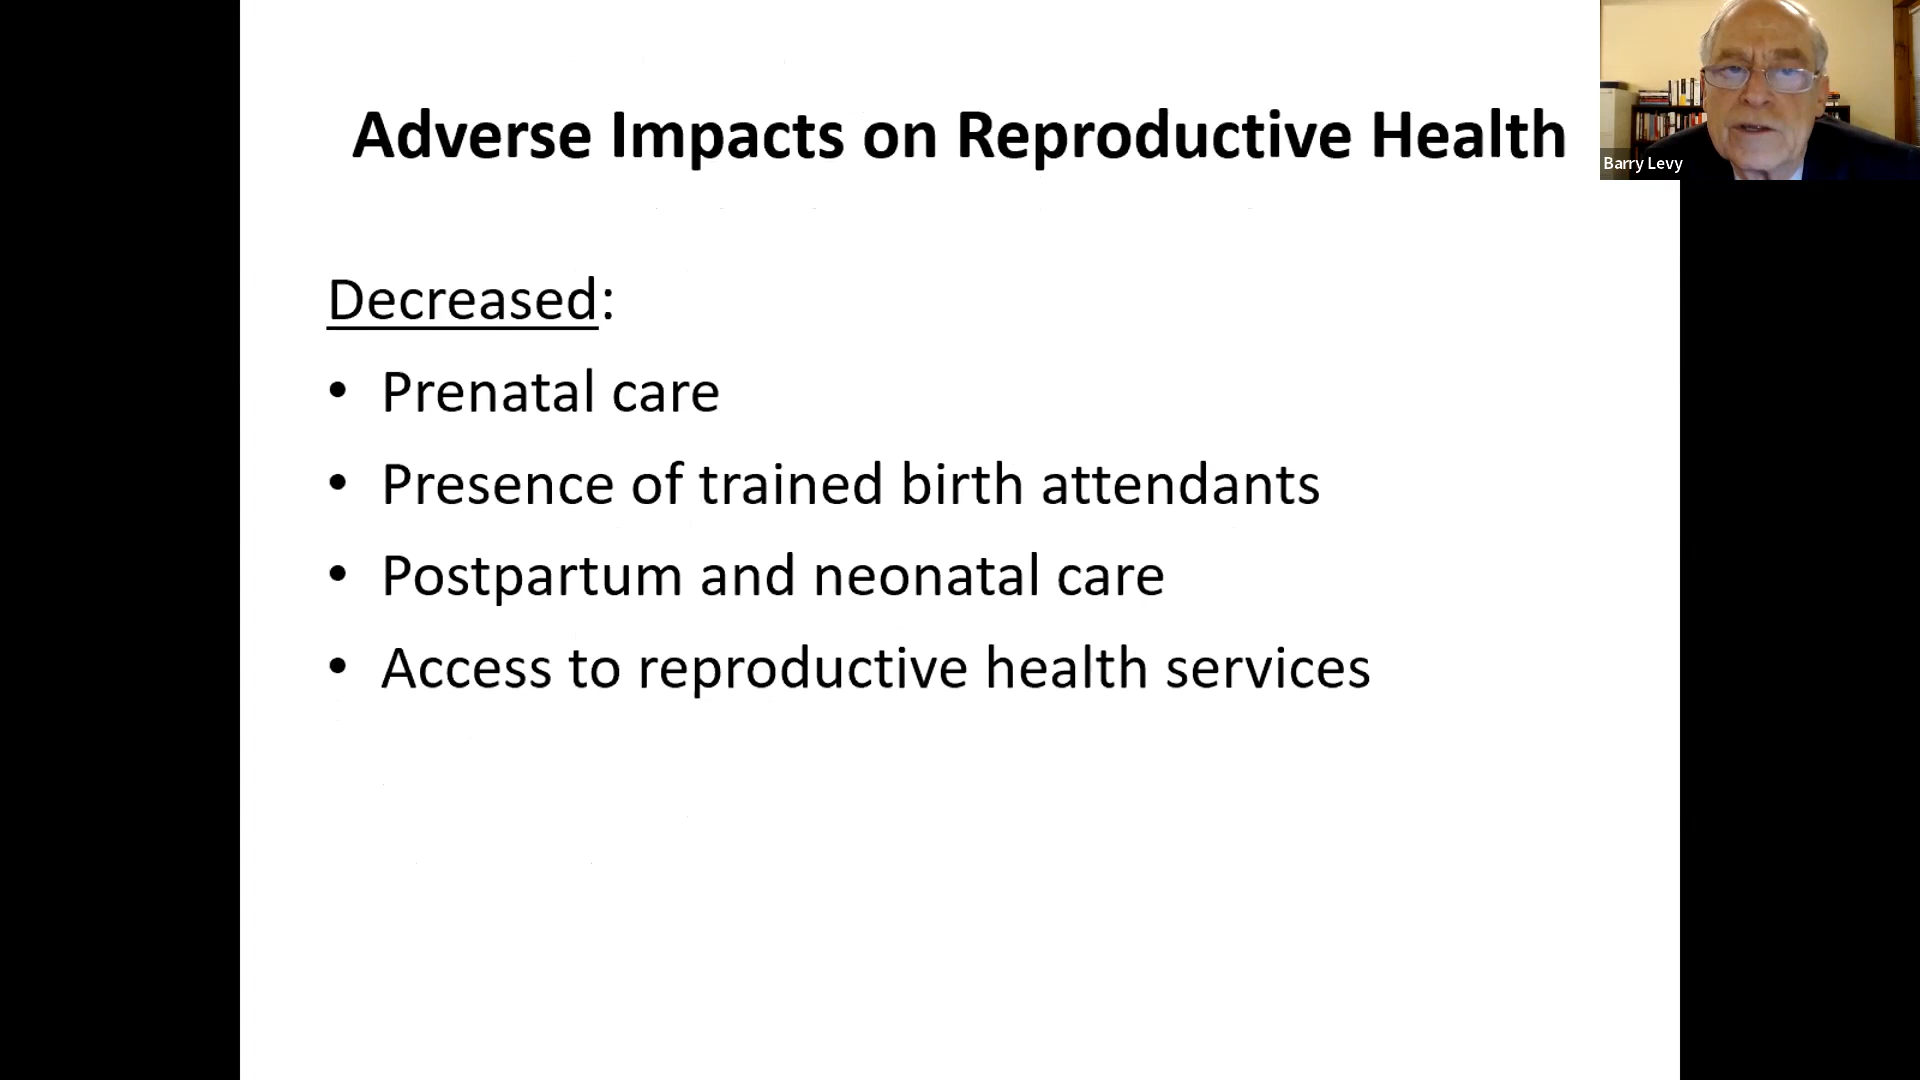 Adverse Impacts on Reproductive Health
Barry Levy
Decreased:
• Prenatal care
• Presence of trained birth attendants
• Postpartum and neonatal care
• Access to reproductive health services